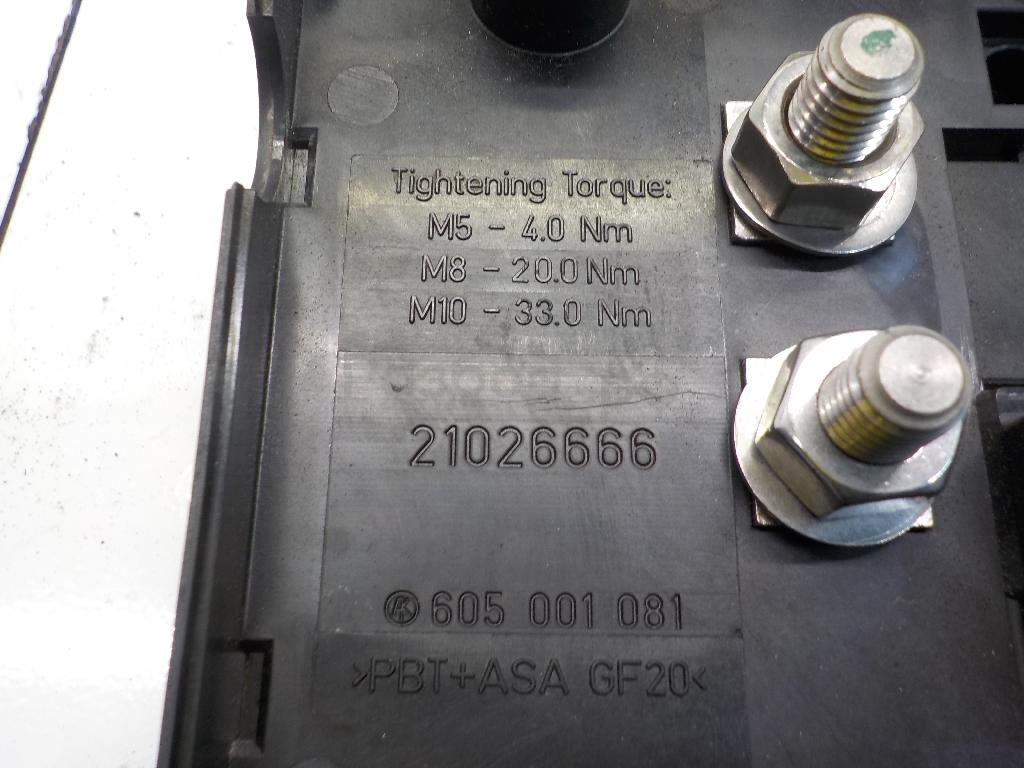 Tightening Torque:
M5 - 4.0 Nm
M8 - 20.0 Nm
M10 - 33.0 Nm
21026666
605 001 081
>PBT+ASA GF20<